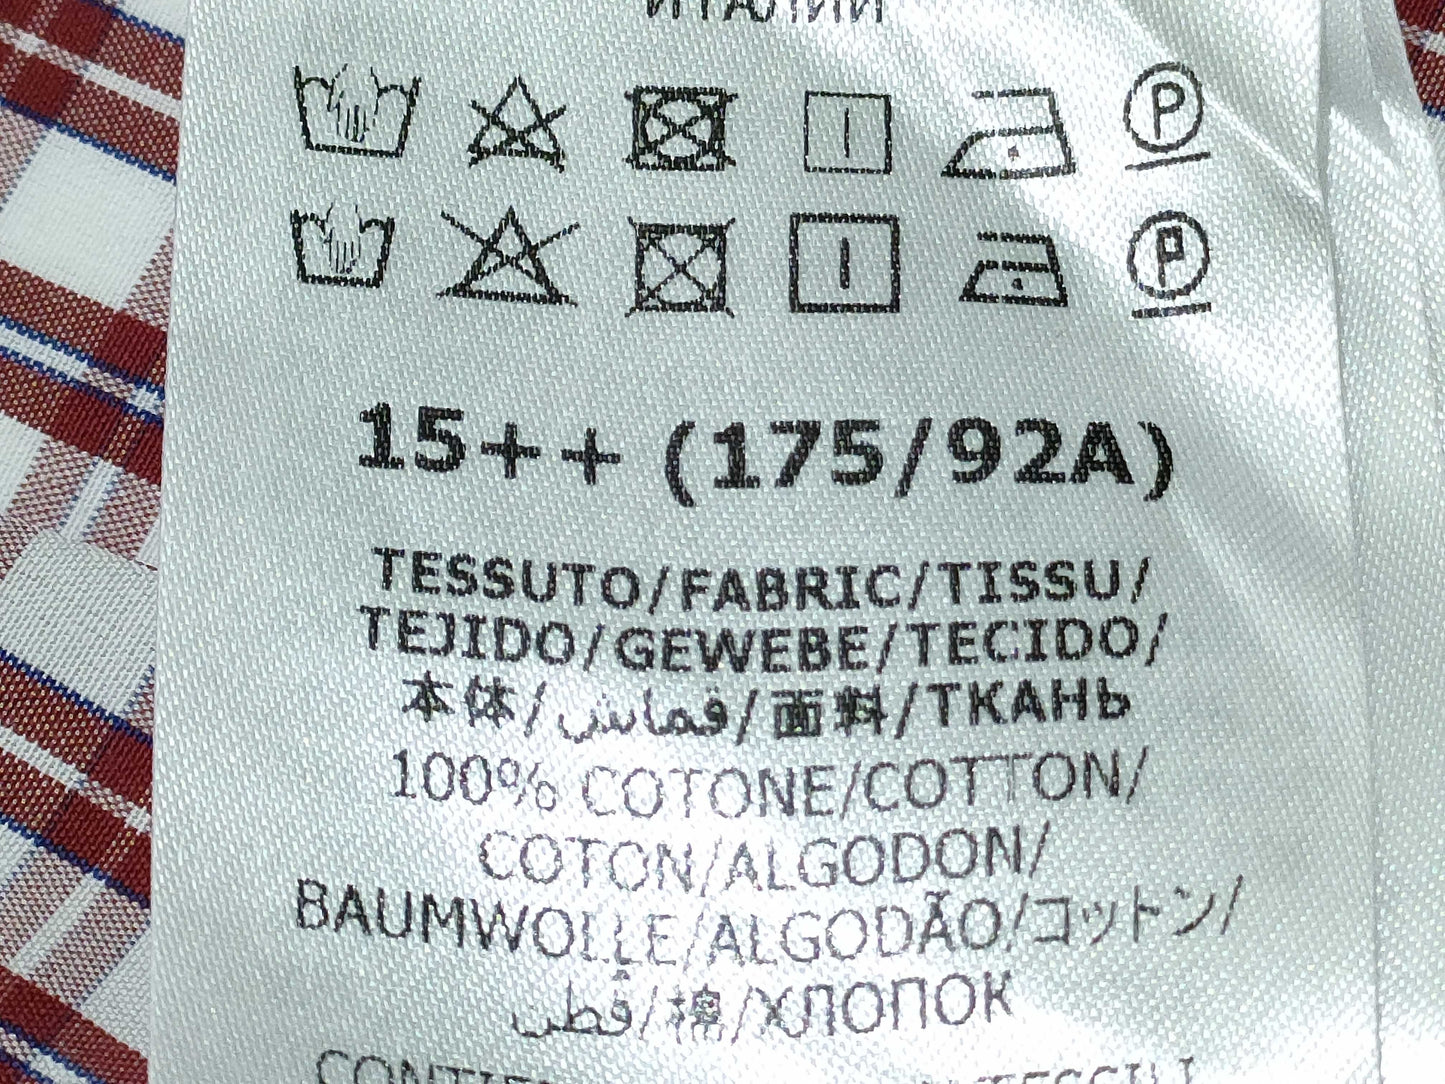 ИТАЛИИ
P
P
15++ (175/92A)
TESSUTO/FABRIC/TISSU/
TEJIDO/GEWEBE/TECIDO/
本体/قماش/面料/ТКАНЬ
100% COTONE/COTTON/
COTON/ALGODON/
BAUMWOLLE/ALGODÃO/コットン/
قطن/棉/ХЛОПОК